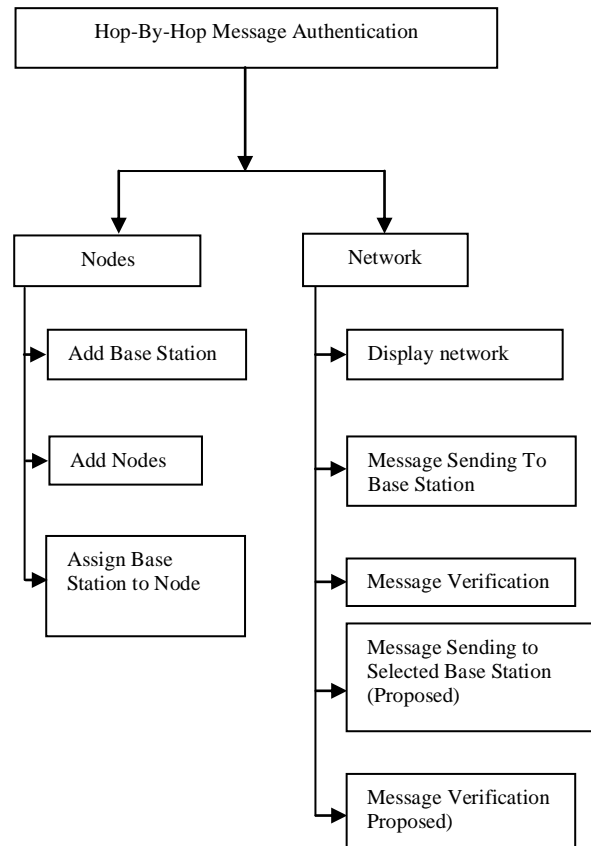 Hop-By-Hop Message Authentication
Nodes
Add Base Station
Add Nodes
Assign Base
Station to Node
Network
Display network
Message Sending To
Base Station
Message Verification
Message Sending to
Selected Base Station
(Proposed)
Message Verification
Proposed)